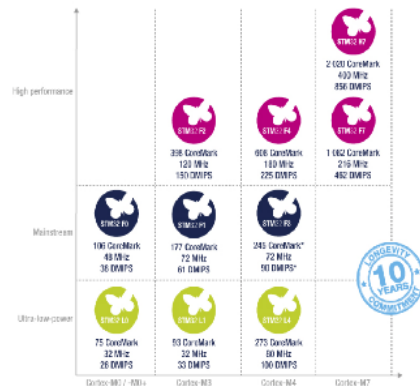 STM32 H7
2 020 CoreMark
400 MHz
856 DMIPS
High performance
STM32 F2
398 CoreMark
120 MHz
150 DMIPS
STM32 F4
608 CoreMark
180 MHz
225 DMIPS
STM32 F7
1 082 CoreMark
216 MHz
462 DMIPS
Mainstream
STM32 F0
106 CoreMark
48 MHz
38 DMIPS
STM32 F1
177 CoreMark
72 MHz
61 DMIPS
STM32 F3
245 CoreMark*
72 MHz
90 DMIPS*
LONGEVITY
10
YEARS
COMMITMENT
Ultra-low-power
STM32 L0
75 CoreMark
32 MHz
26 DMIPS
STM32 L1
93 CoreMark
32 MHz
33 DMIPS
STM32 L4
273 CoreMark
80 MHz
100 DMIPS
Cortex-M0 / -M0+
Cortex-M3
Cortex-M4
Cortex-M7